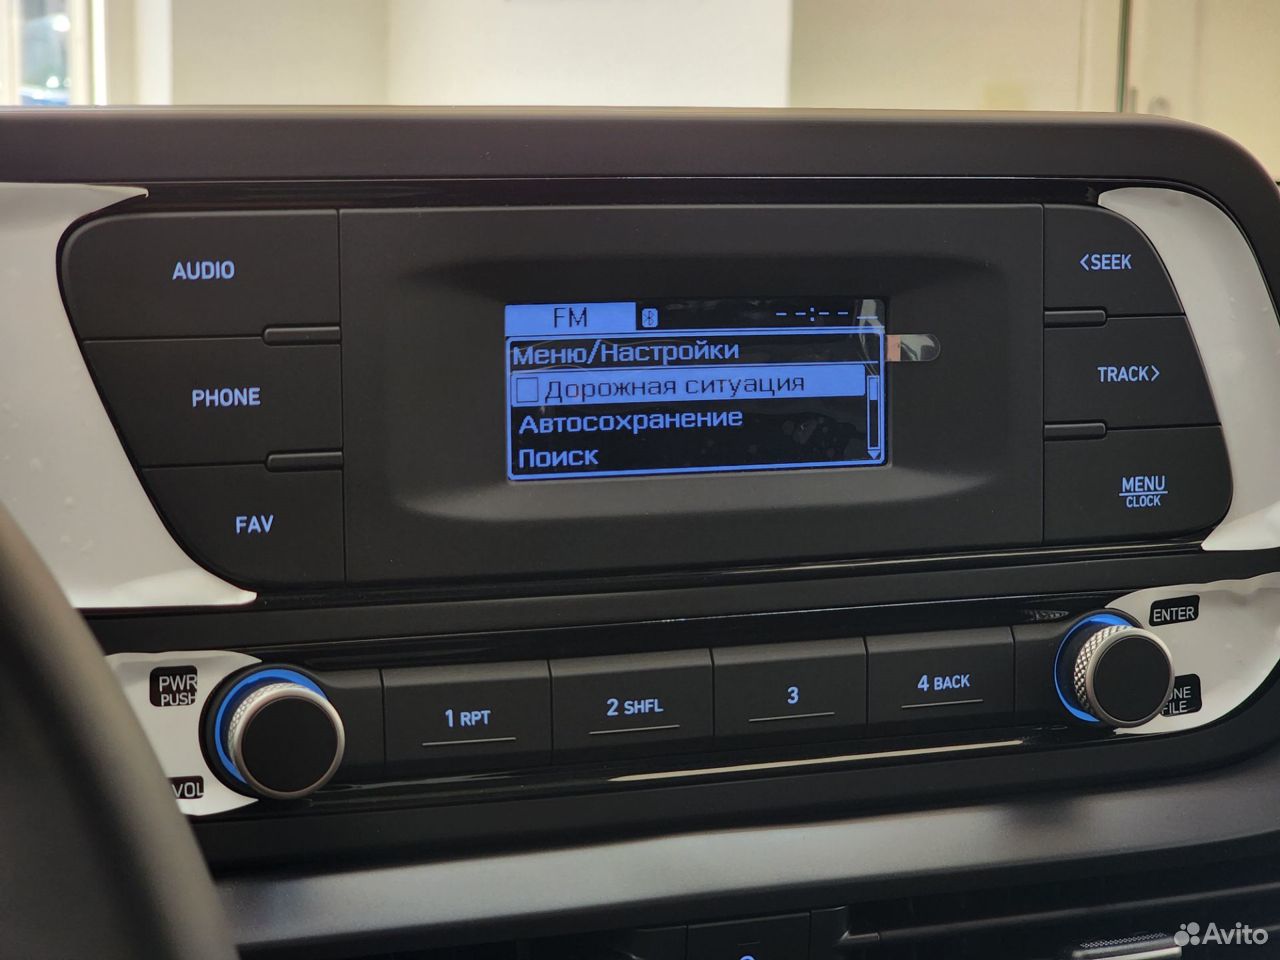 AUDIO
PHONE
FAV
FM --:--
Меню/Настройки
Дорожная ситуация
Автосохранение
Поиск
<SEEK
TRACK>
MENU
CLOCK
PWR
PUSH
VOL
1 RPT
2 SHFL
3
4 BACK
ENTER
FILE
Avito